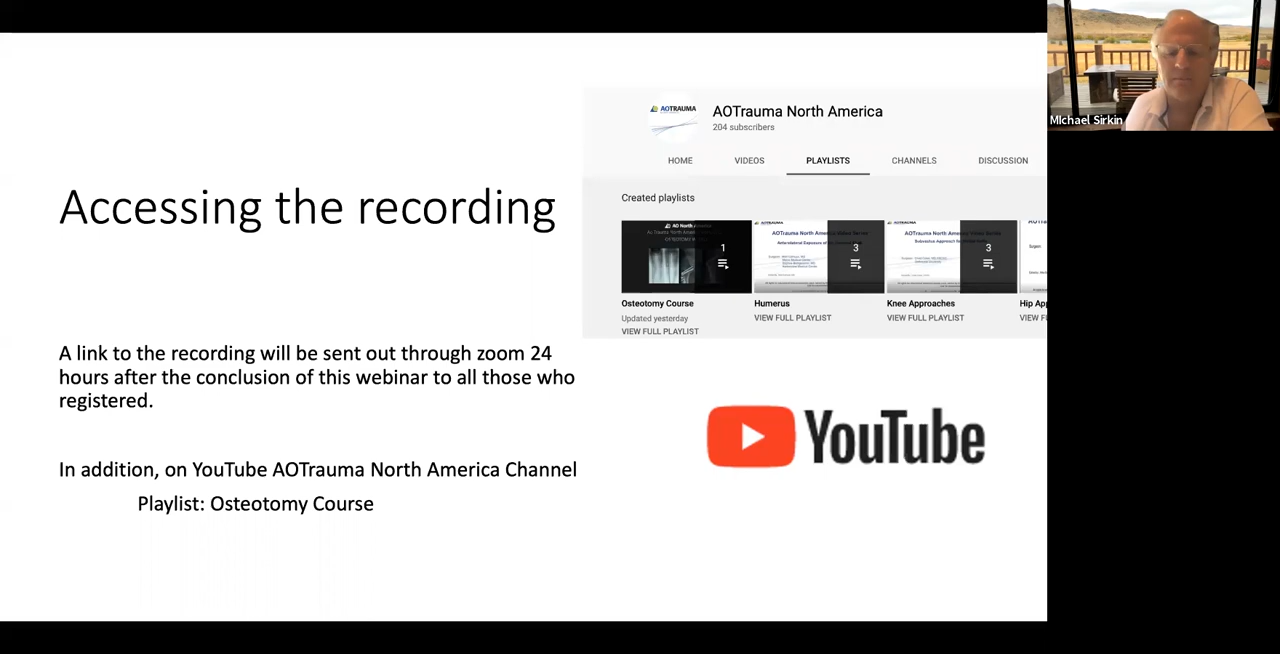 Accessing the recording
A link to the recording will be sent out through zoom 24
hours after the conclusion of this webinar to all those who
registered.
In addition, on YouTube AOTrauma North America Channel
Playlist: Osteotomy Course
AOTRAUMA
AOTrauma North America
204 subscribers
HOME VIDEOS PLAYLISTS CHANNELS DISCUSSION
Created playlists
1 3 3
Osteotomy Course Humerus Knee Approaches Hip Ap
Updated yesterday
VIEW FULL PLAYLIST VIEW FULL PLAYLIST VIEW FULL PLAYLIST VIEW F
YouTube
MIchael Sirkin